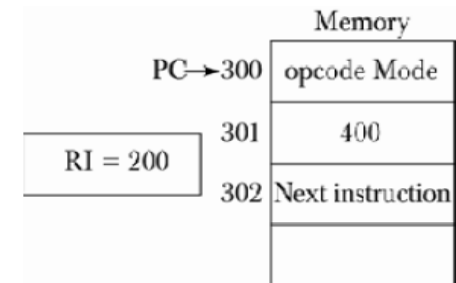 Memory
PC→300 opcode Mode
301 400
RI = 200
302 Next instruction